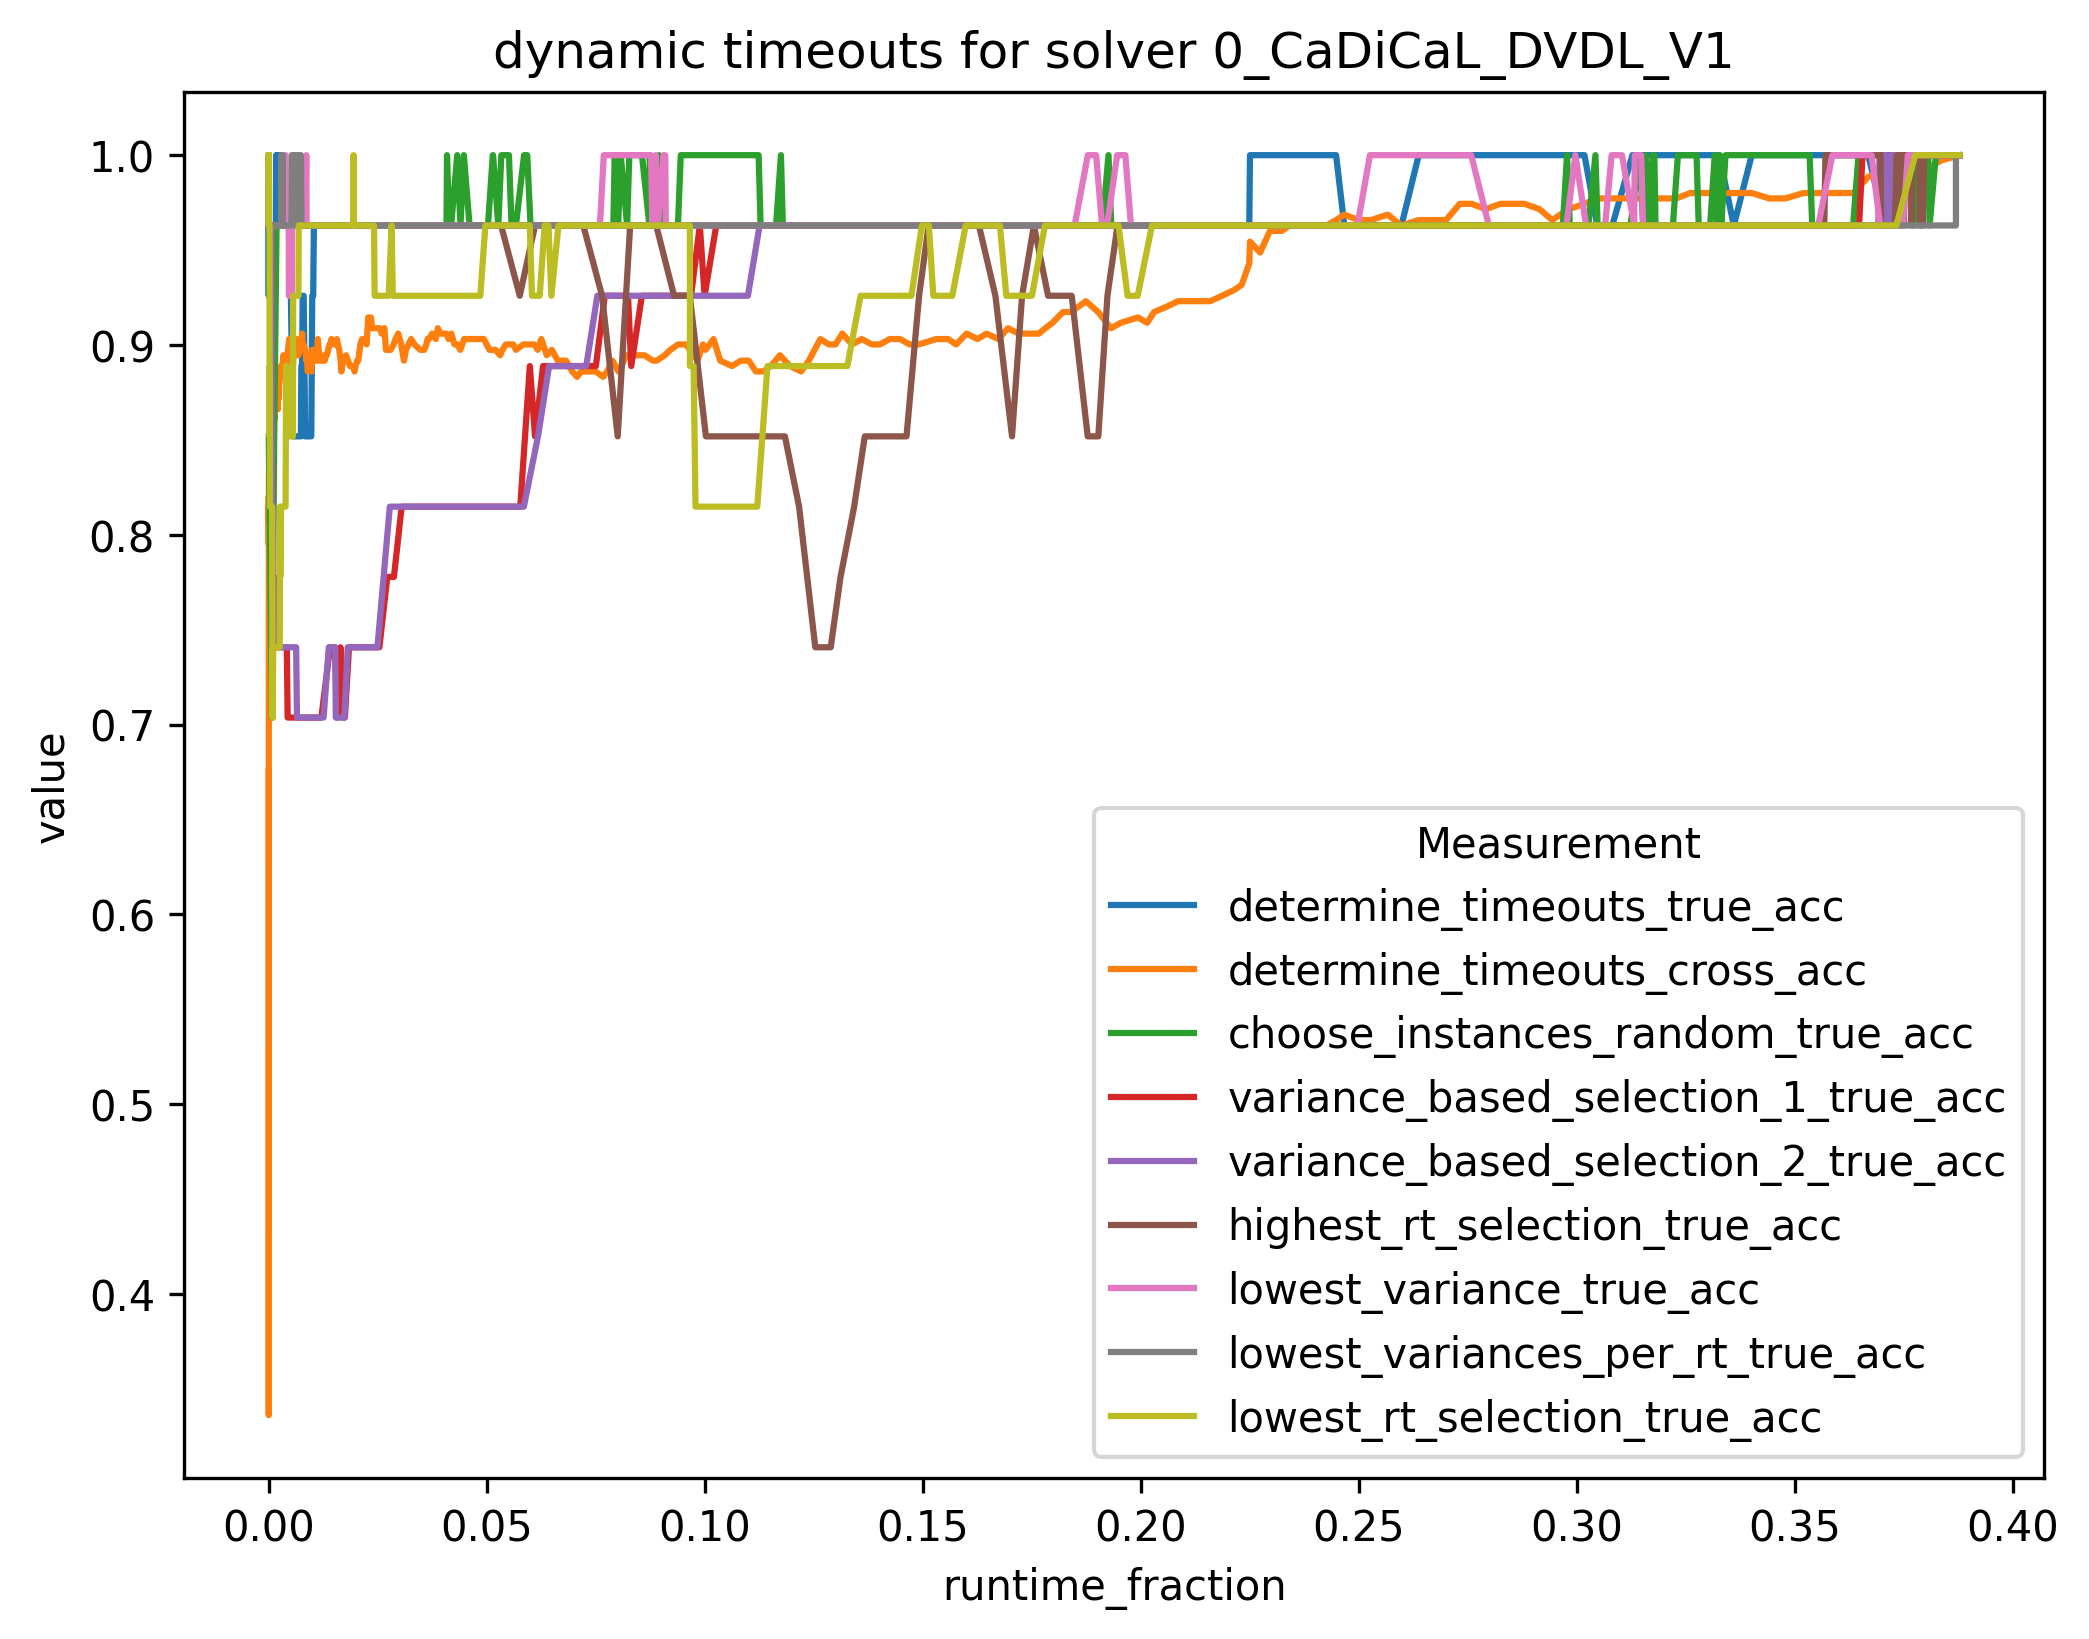 dynamic timeouts for solver 0_CaDiCaL_DVDL_V1
1.0
0.9
0.8
0.7
0.6
0.5
0.4
value
Measurement
determine_timeouts_true_acc
determine_timeouts_cross_acc
choose_instances_random_true_acc
variance_based_selection_1_true_acc
variance_based_selection_2_true_acc
highest_rt_selection_true_acc
lowest_variance_true_acc
lowest_variances_per_rt_true_acc
lowest_rt_selection_true_acc
0.00 0.05 0.10 0.15 0.20 0.25 0.30 0.35 0.40
runtime_fraction